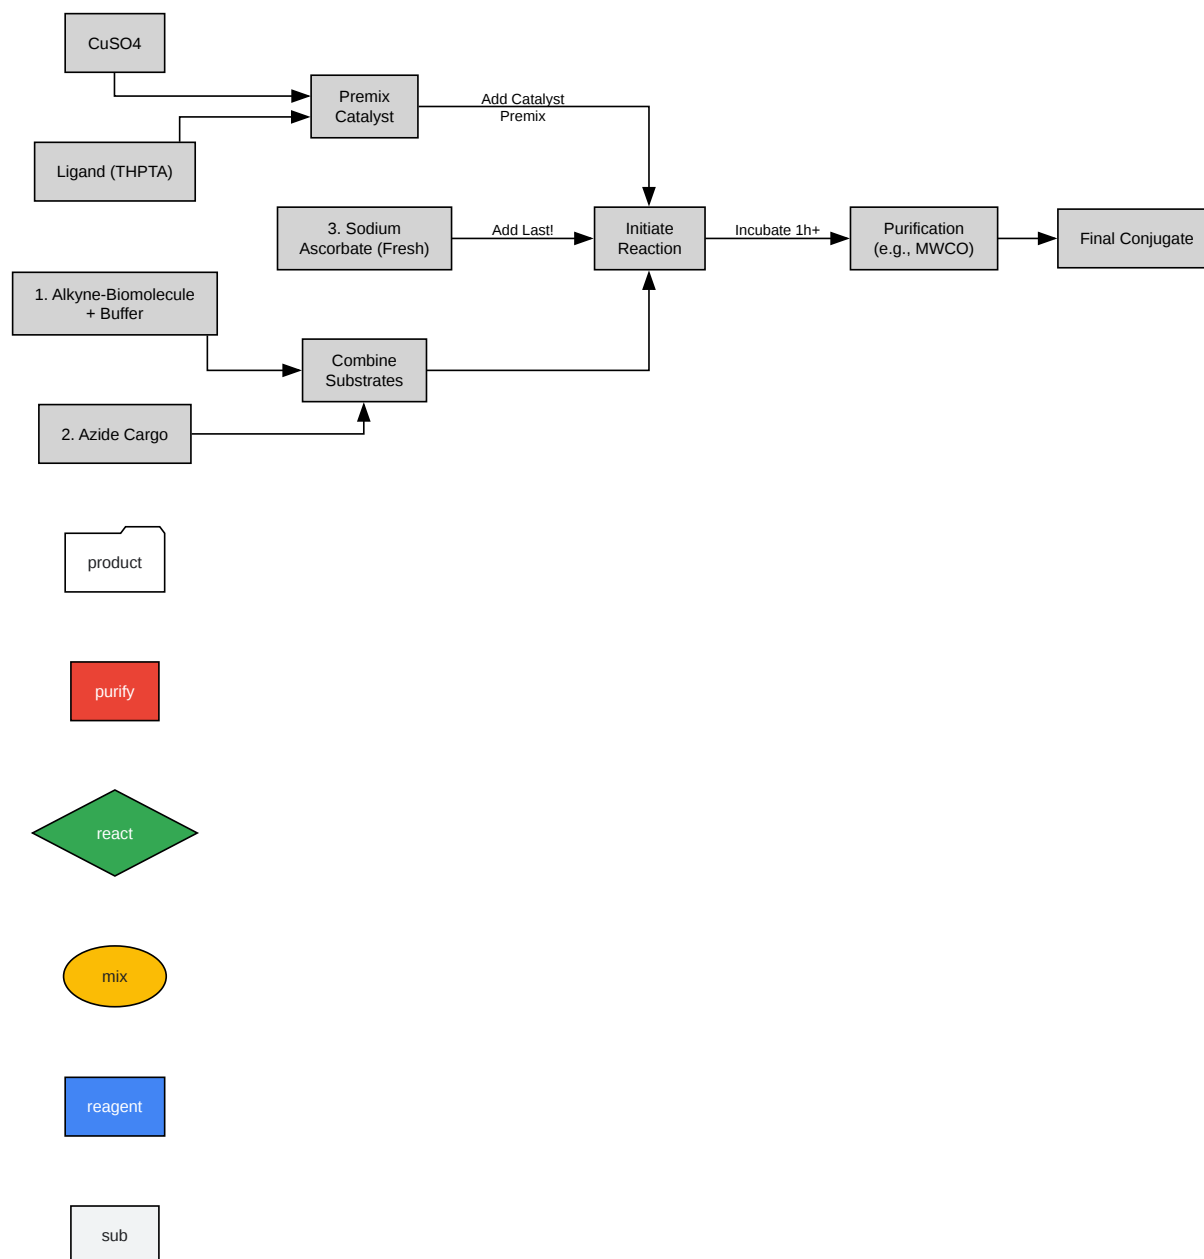 CuSO4
Premix
Catalyst
Add Catalyst
Premix
Ligand (THPTA)
3. Sodium
Ascorbate (Fresh)
Add Last!
Initiate
Reaction
Incubate 1h+
Purification
(e.g., MWCO)
Final Conjugate
1. Alkyne-Biomolecule
+ Buffer
Combine
Substrates
2. Azide Cargo
product
purify
react
mix
reagent
sub